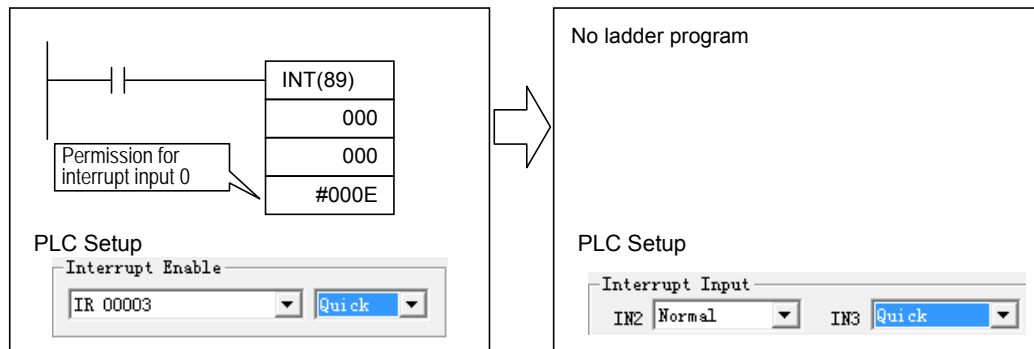 INT(89)
000
000
#000E
Permission for
interrupt input 0
PLC Setup
Interrupt Enable
IR 00003 Quick
No ladder program
PLC Setup
Interrupt Input
IN2 Normal IN3 Quick